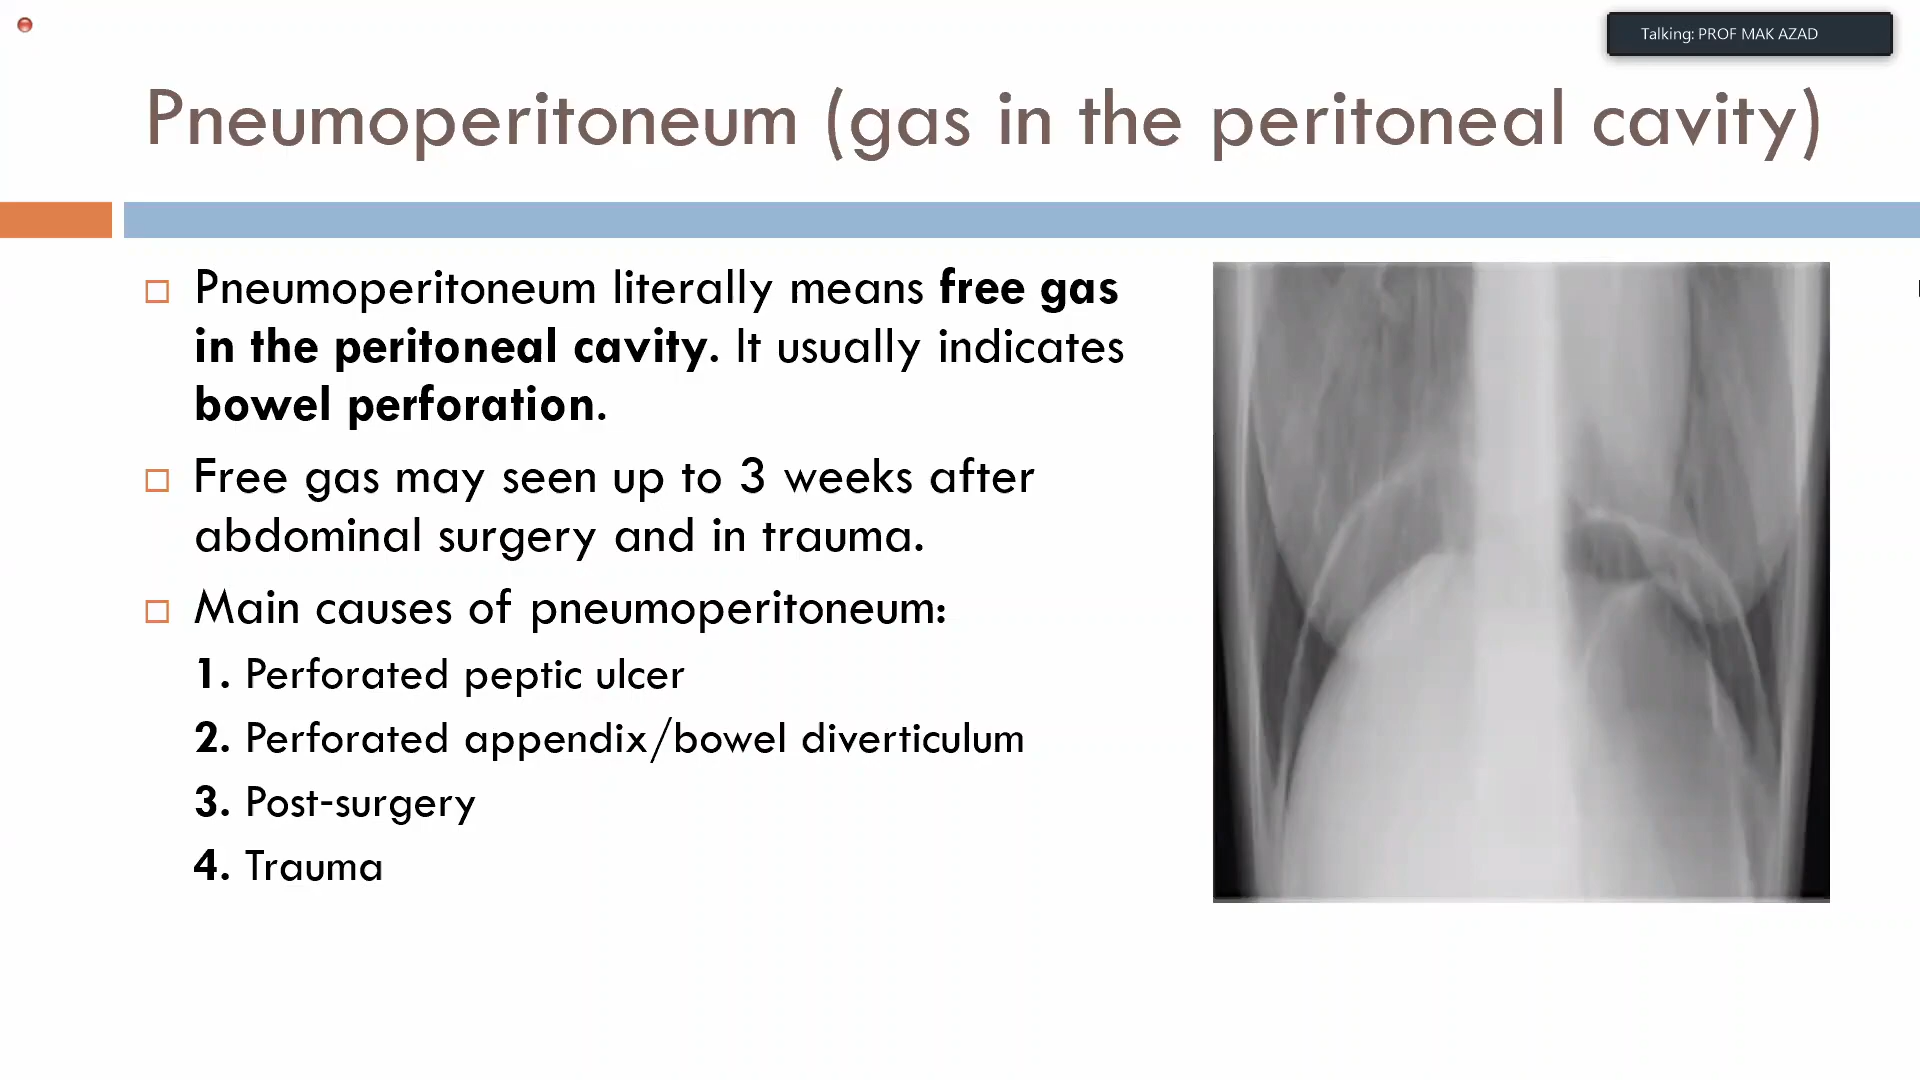 Talking: PROF MAK AZAD
Pneumoperitoneum (gas in the peritoneal cavity)
Pneumoperitoneum literally means free gas
in the peritoneal cavity. It usually indicates
bowel perforation.
Free gas may seen up to 3 weeks after
abdominal surgery and in trauma.
Main causes of pneumoperitoneum:
1. Perforated peptic ulcer
2. Perforated appendix/bowel diverticulum
3. Post-surgery
4. Trauma